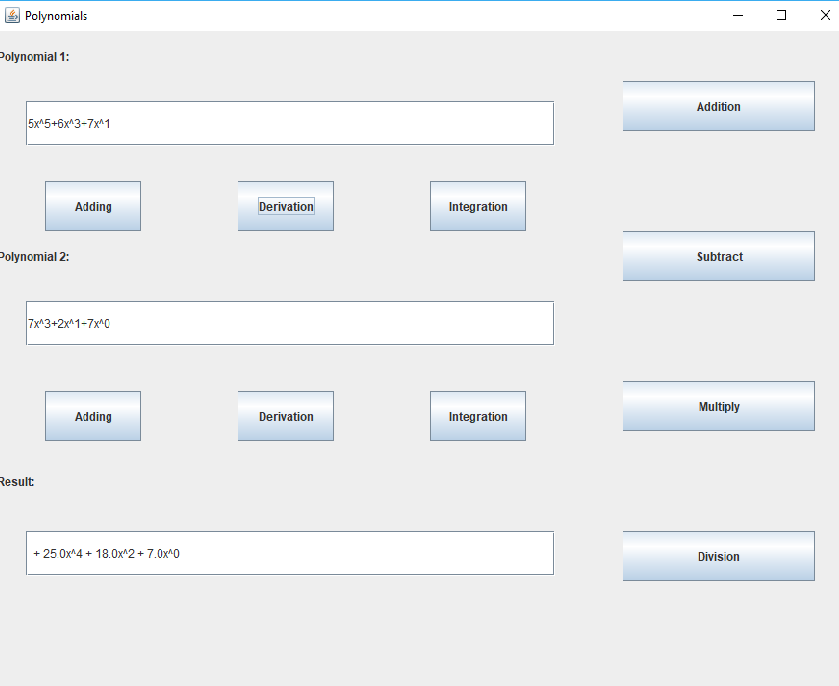 Polynomials
Polynomial 1:
Addition
5x^5+6x^3-7x^1
Adding Derivation Integration
Polynomial 2:
Subtract
7x^3+2x^1-7x^0
Multiply
Adding Derivation Integration
Result:
+ 25.0x^4 + 18.0x^2 + 7.0x^0
Division